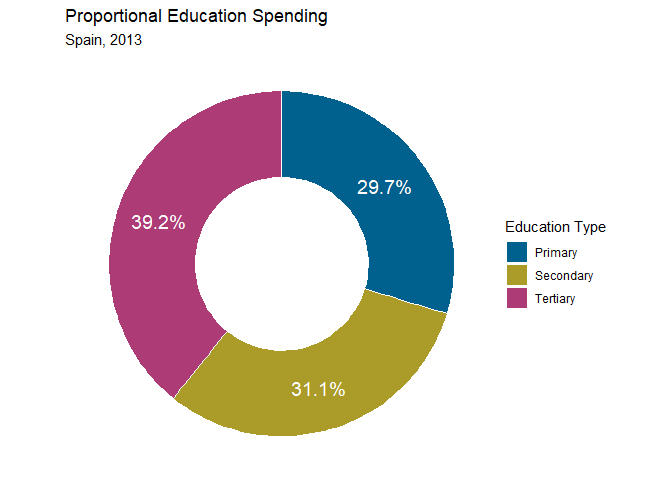 Proportional Education Spending
Spain, 2013
29.7%
39.2%
31.1%
Education Type
Primary
Secondary
Tertiary